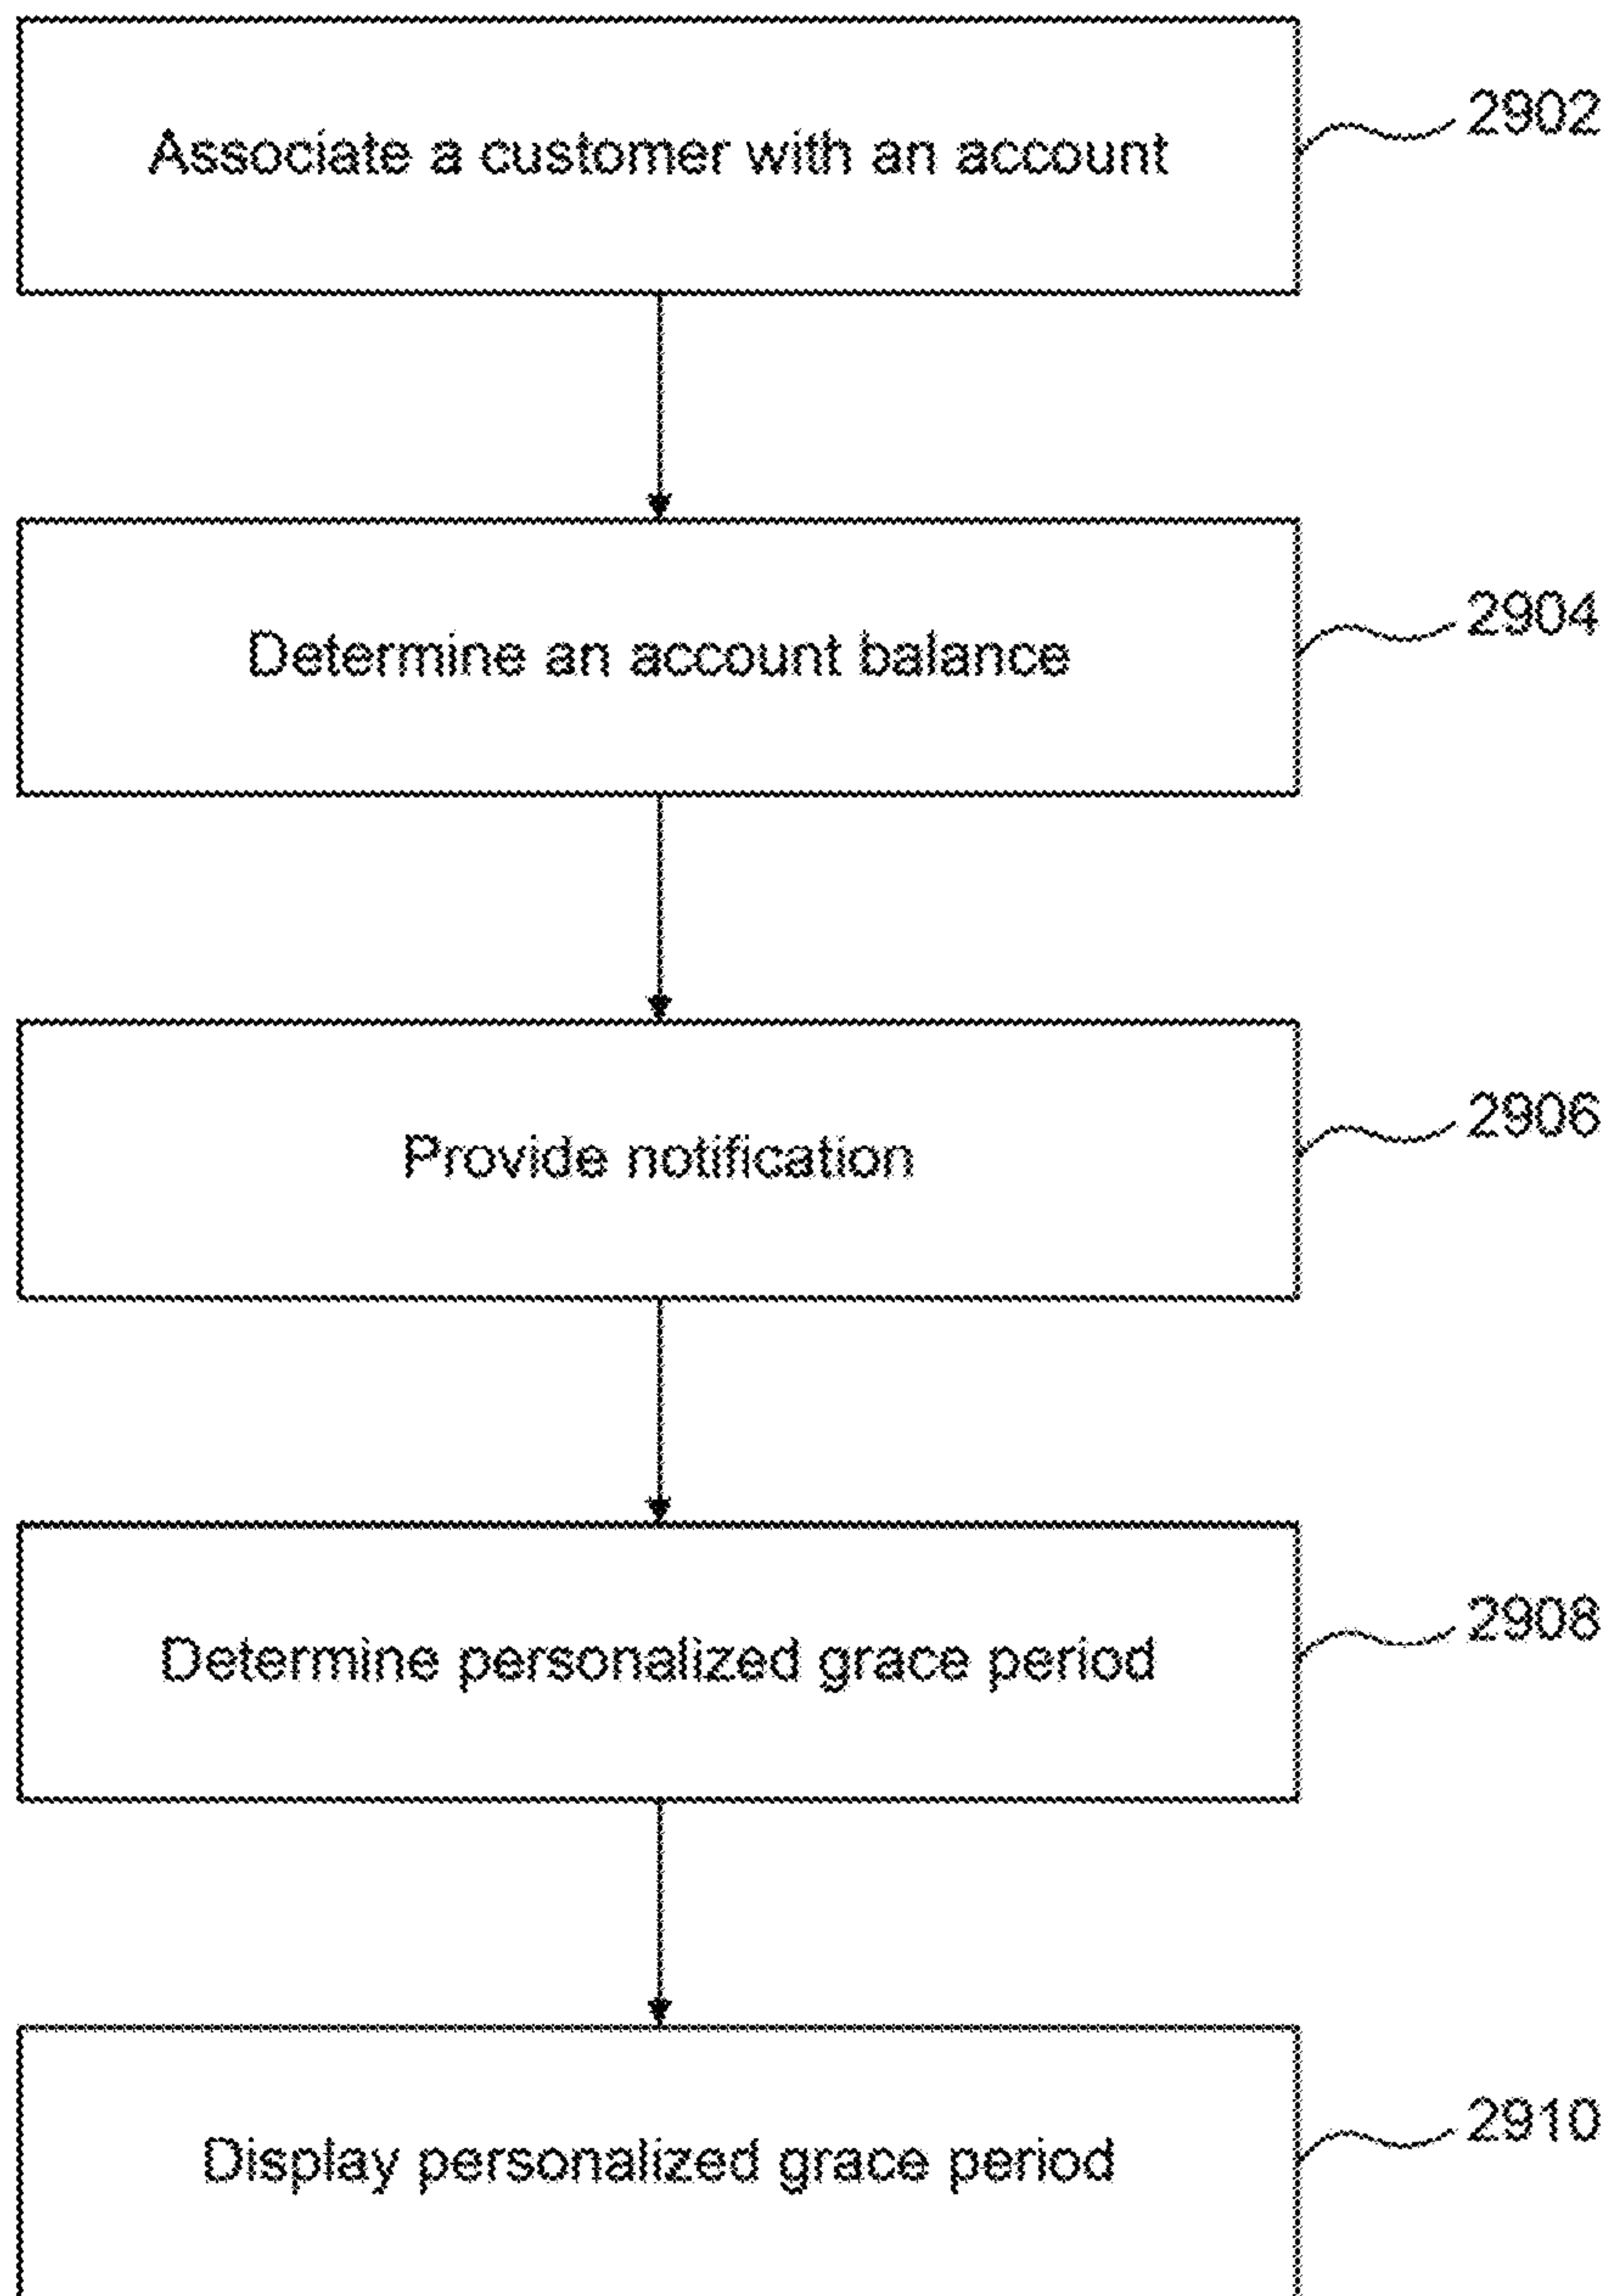 Associate a customer with an account
2902
Determine an account balance
2904
Provide notification
2906
Determine personalized grace period
2908
Display personalized grace period
2910